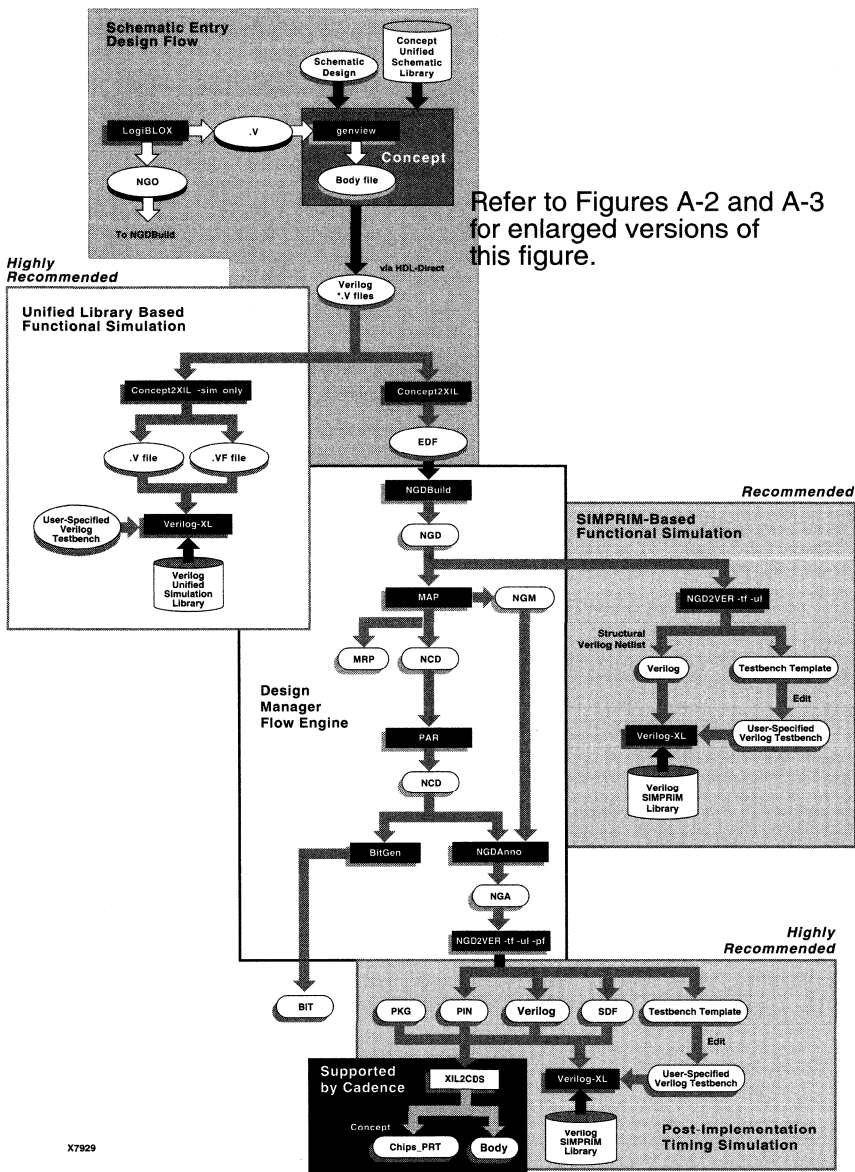 Schematic Entry
Design Flow
Schematic
Design
Concept
Unified
Schematic
Library
LogiBLOX
.V
genview
Concept
NGO
Body file
To NGDBuild
Refer to Figures A-2 and A-3
for enlarged versions of
this figure.
via HDL-Direct
Verilog
*.V files
Highly
Recommended
Unified Library Based
Functional Simulation
Concept2XIL -sim only
Concept2XIL
.V file
.VF file
EDF
User-Specified
Verilog
Testbench
Verilog-XL
Verilog
Unified
Simulation
Library
NGDBuild
NGD
Recommended
SIMPRIM-Based
Functional Simulation
MAP
NGM
NGD2VER -tf -ul
MRP
NCD
Structural
Verilog Netlist
Verilog
Testbench Template
Edit
Design
Manager
Flow Engine
PAR
Verilog-XL
User-Specified
Verilog Testbench
NCD
Verilog
SIMPRIM
Library
BitGen
NGDAnno
NGA
NGD2VER -tf -ul -pf
Highly
Recommended
BIT
PKG
PIN
Verilog
SDF
Testbench Template
Edit
Supported
by Cadence
XIL2CDS
Verilog-XL
User-Specified
Verilog Testbench
Concept
Chips_PRT
Body
Verilog
SIMPRIM
Library
Post-Implementation
Timing Simulation
X7929